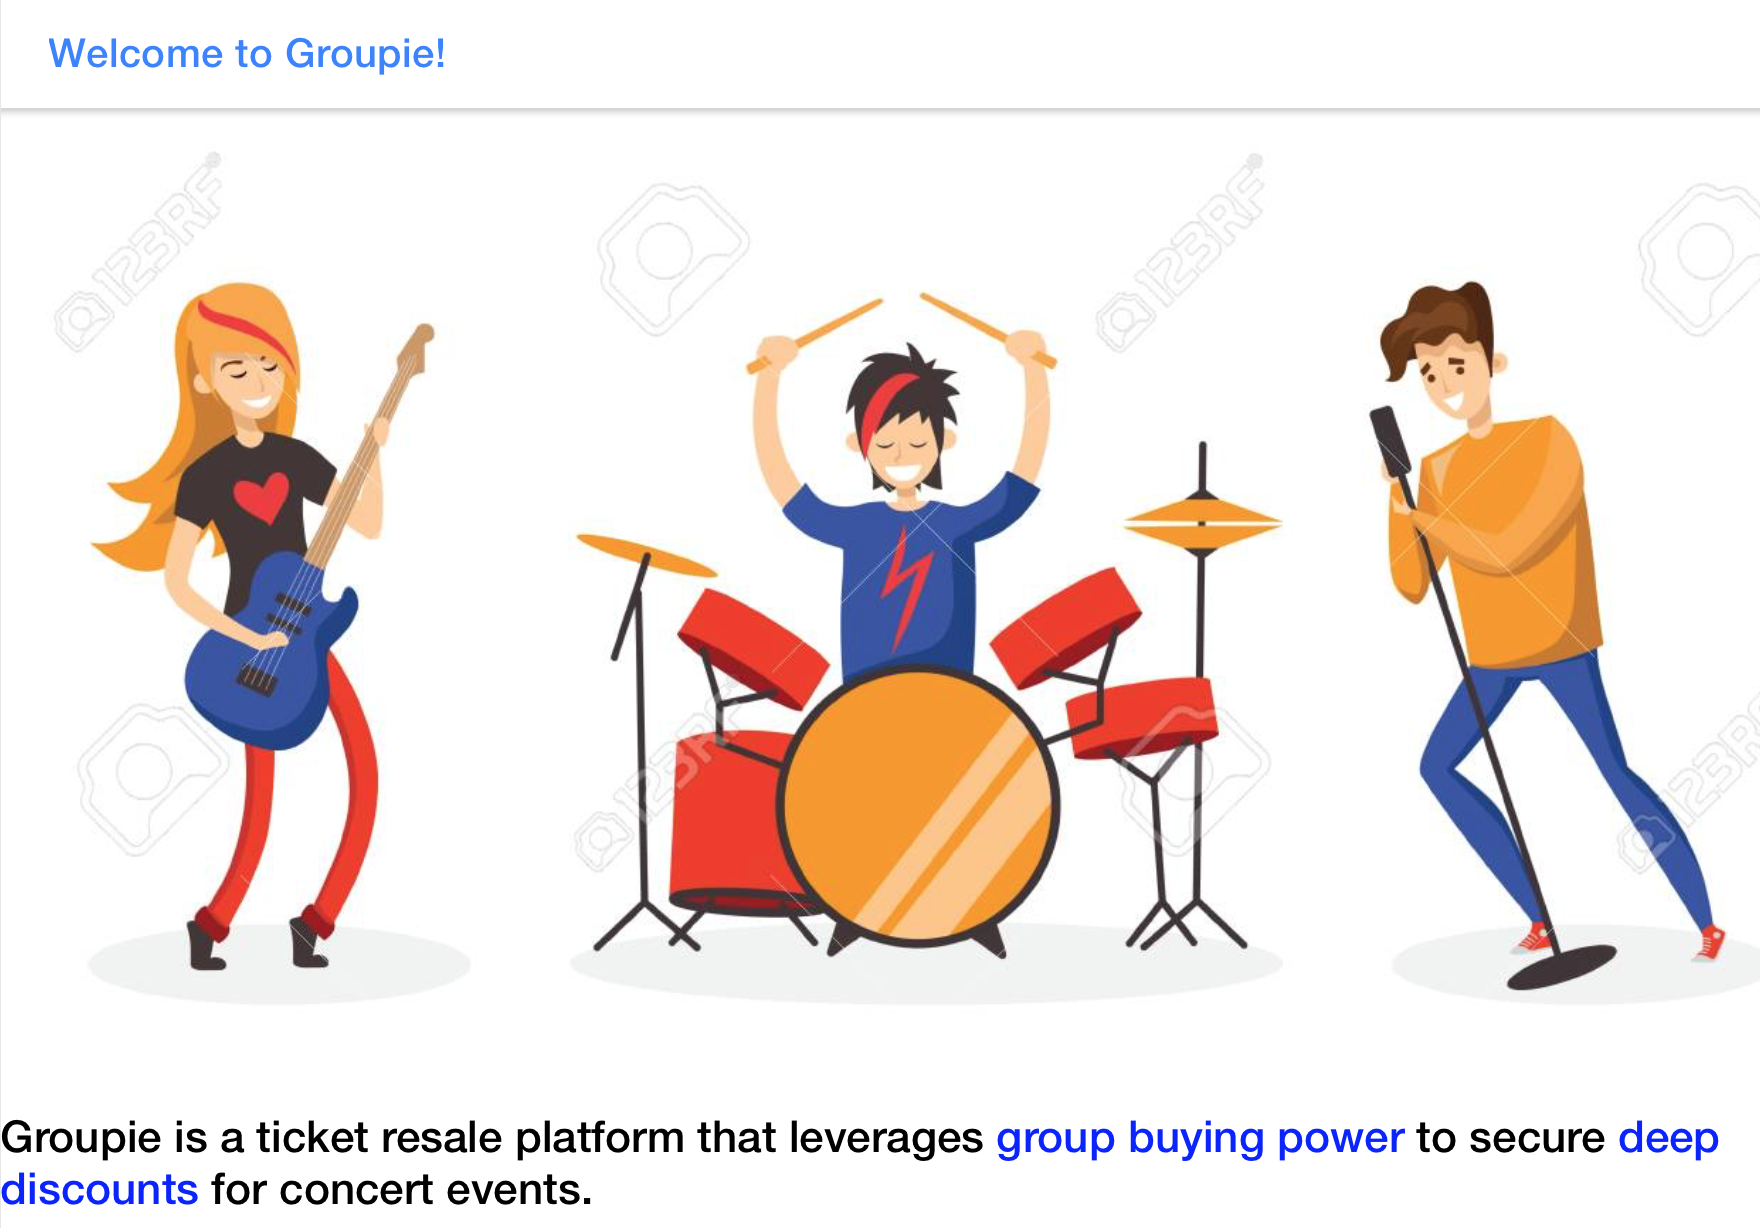 Welcome to Groupie!
123RF
123RF
123RF
123RF
Groupie is a ticket resale platform that leverages group buying power to secure deep
discounts for concert events.